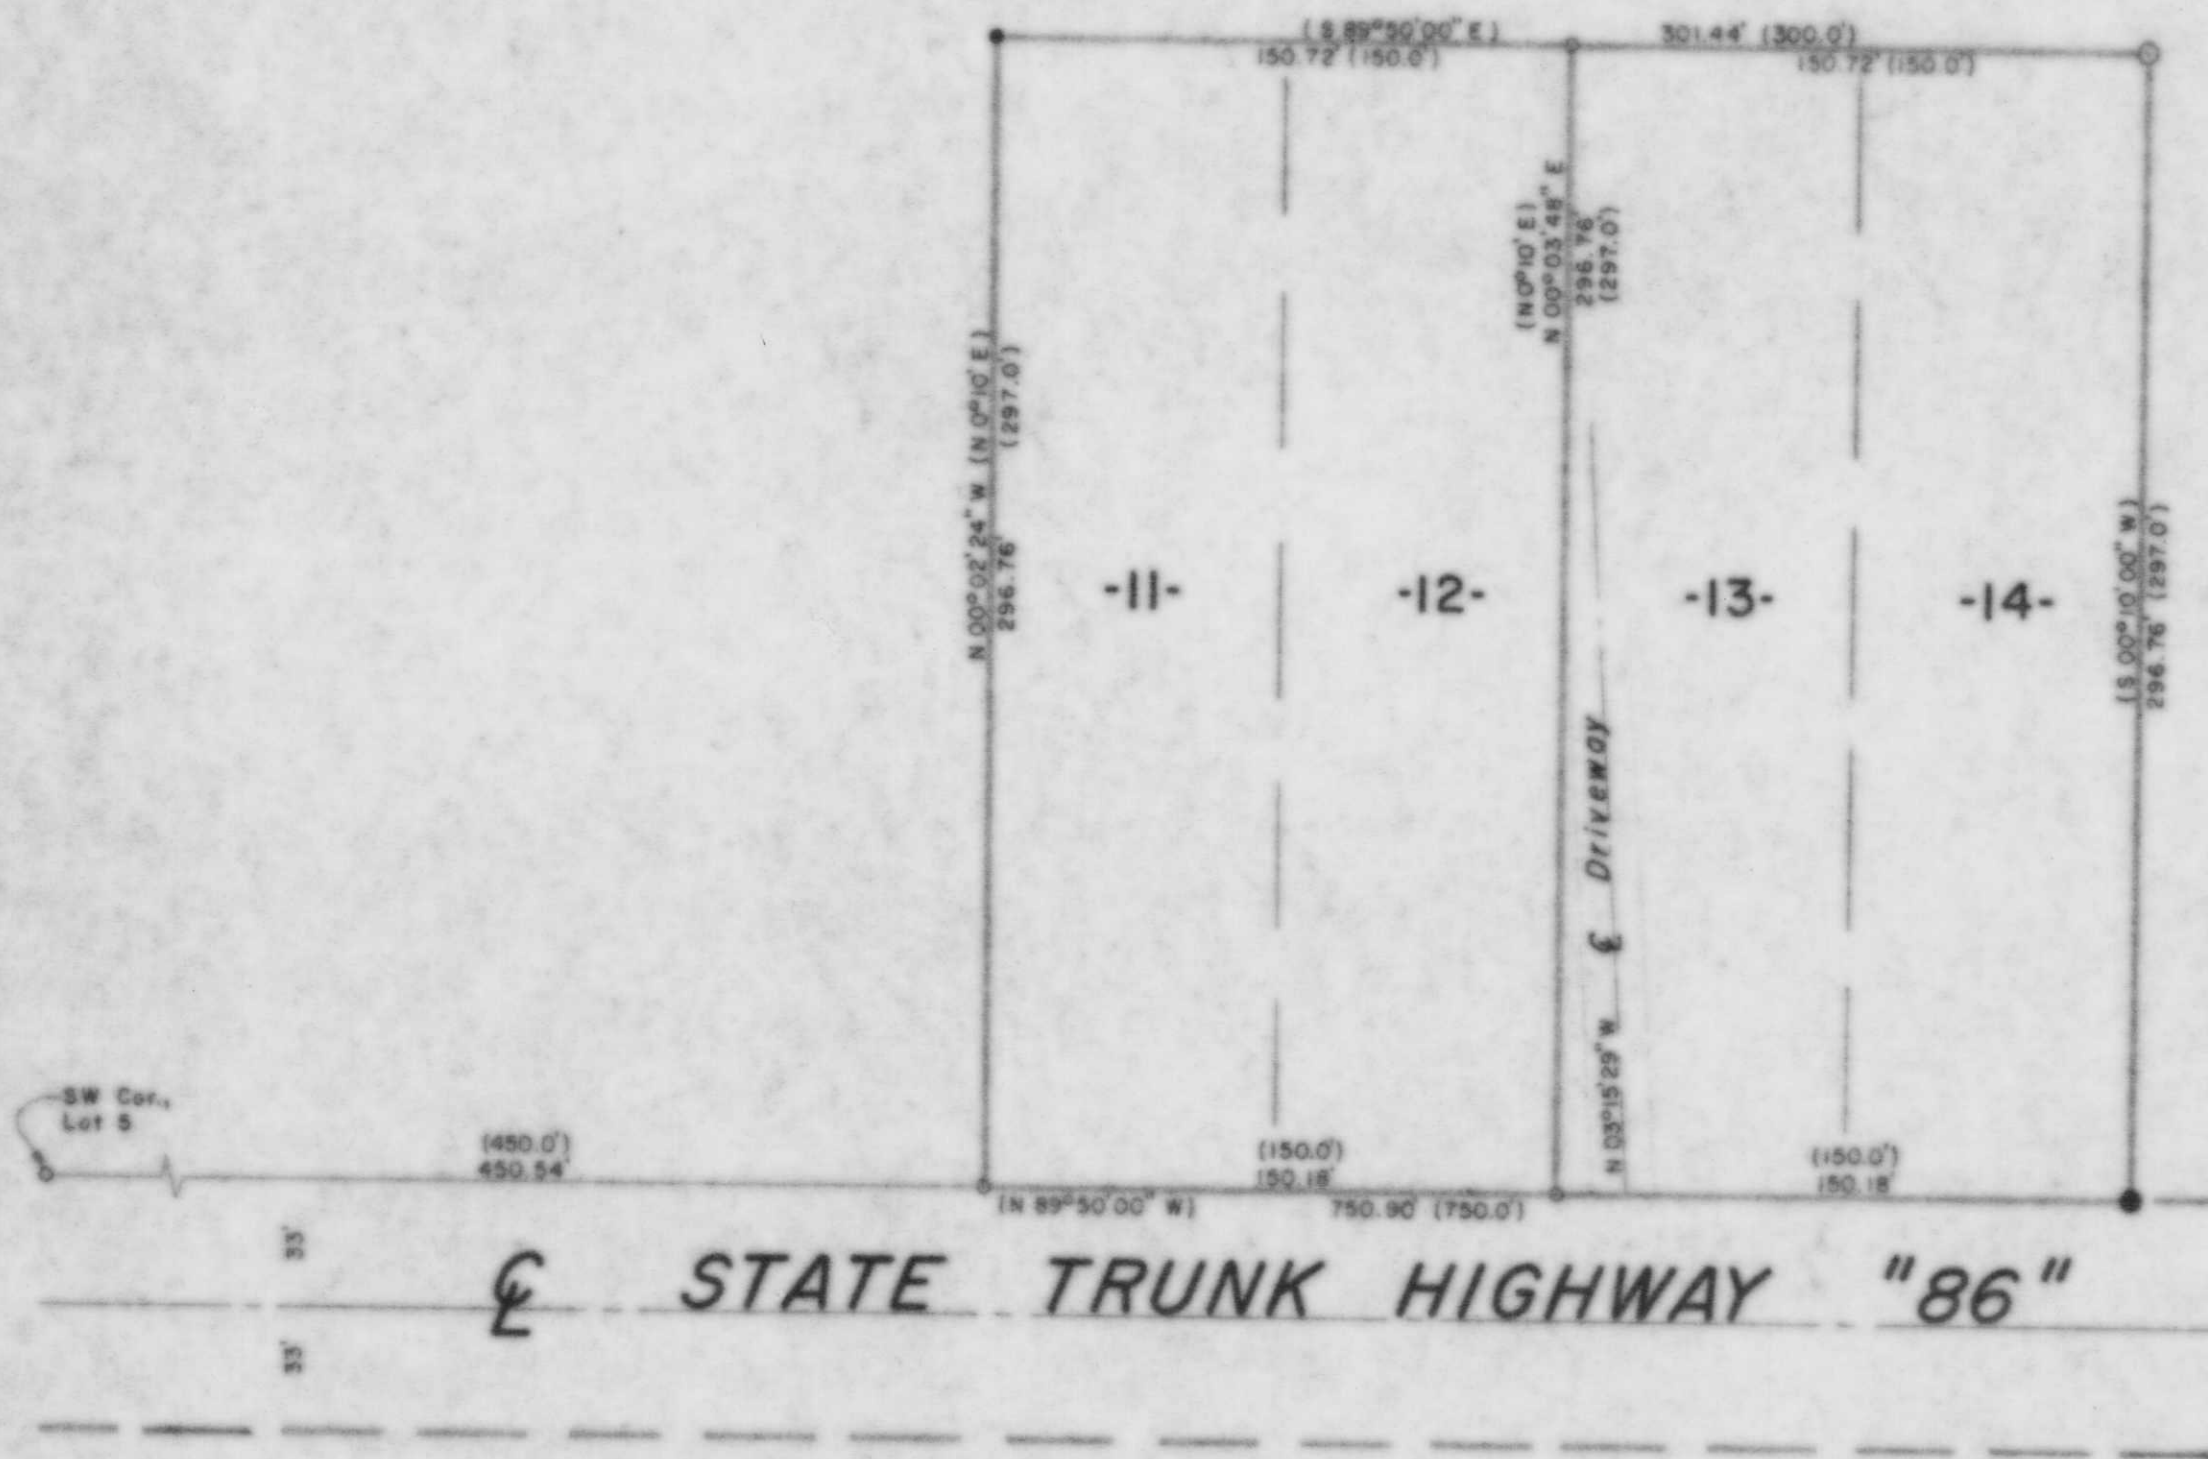 (S 89°50'00" E)
301.44' (300.0')
150.72' (150.0')
150.72' (150.0')
(N 0°10' E)
N 00°03'48" E
296.76'
(297.0')
N 00°02'24" W (N 0°10' E)
296.76' (297.0')
-11-
-12-
-13-
-14-
(S 00°10'00" W)
296.76' (297.0')
N 03°15'29" W ℄ Driveway
SW Cor.,
Lot 5
(450.0')
450.54'
(150.0')
150.18'
(150.0')
150.18'
(N 89°50'00" W)
750.90' (750.0')
33'
℄ STATE TRUNK HIGHWAY "86"
33'